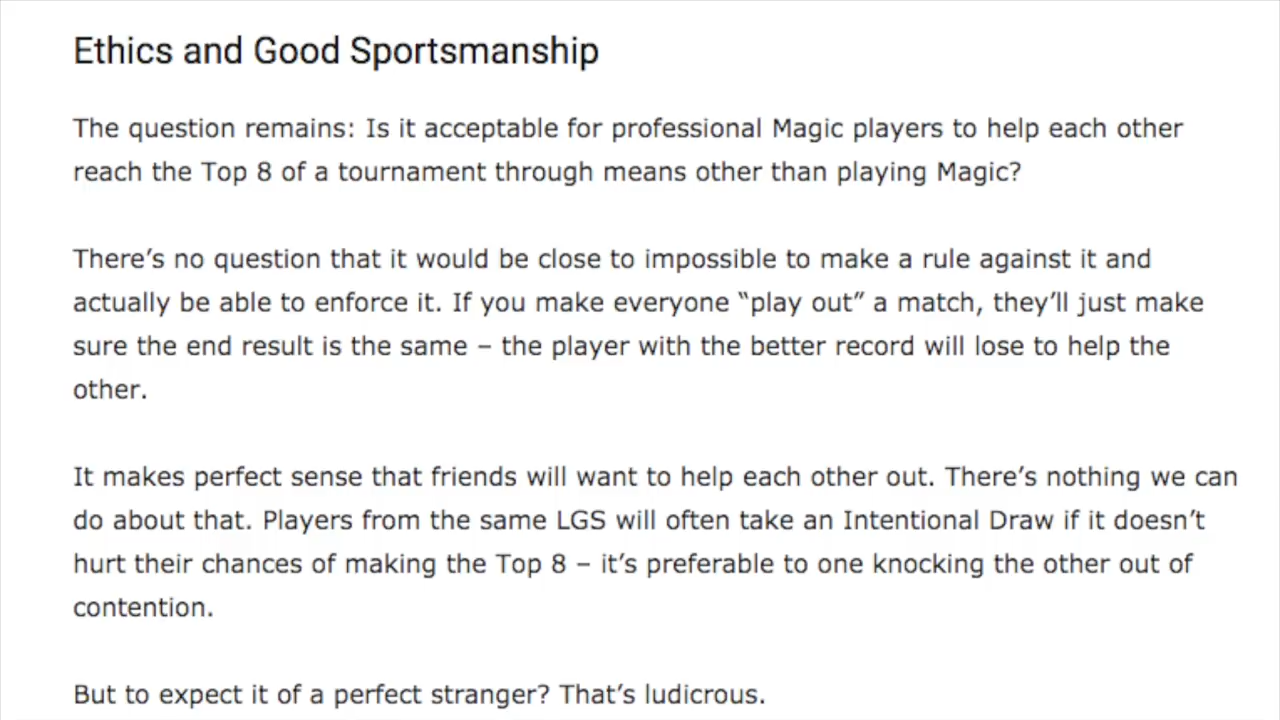 Ethics and Good Sportsmanship
The question remains: Is it acceptable for professional Magic players to help each other
reach the Top 8 of a tournament through means other than playing Magic?
There’s no question that it would be close to impossible to make a rule against it and
actually be able to enforce it. If you make everyone “play out” a match, they’ll just make
sure the end result is the same – the player with the better record will lose to help the
other.
It makes perfect sense that friends will want to help each other out. There’s nothing we can
do about that. Players from the same LGS will often take an Intentional Draw if it doesn’t
hurt their chances of making the Top 8 – it’s preferable to one knocking the other out of
contention.
But to expect it of a perfect stranger? That’s ludicrous.